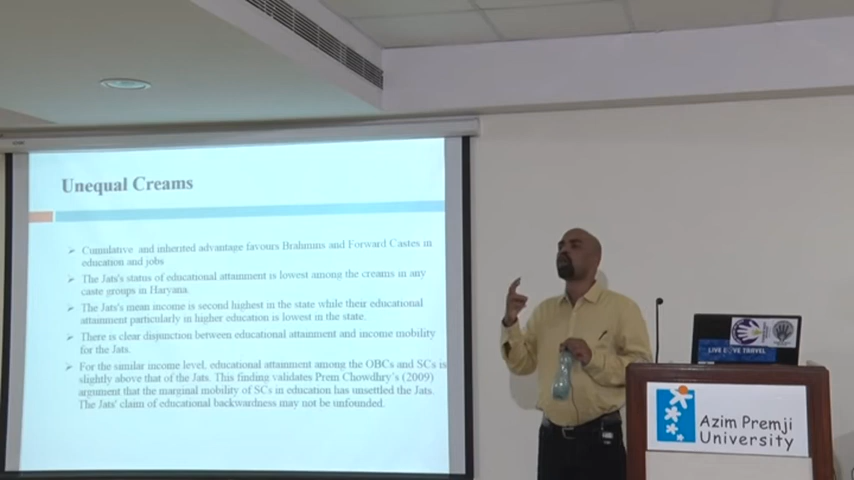 Unequal Creams
Cumulative and inherited advantage favours Brahmins and Forward Castes in
education and jobs
The Jats's status of educational attainment is lowest among the creams in any
caste groups in Haryana.
The Jats's mean income is second highest in the state while their educational
attainment particularly in higher education is lowest in the state.
There is clear disjunction between educational attainment and income mobility
for the Jats.
For the similar income level, educational attainment among the OBCs and SCs is
slightly above that of the Jats. This finding validates Prem Chowdhry's (2009)
argument that the marginal mobility of SCs in education has unsettled the Jats.
The Jats' claim of educational backwardness may not be unfounded.
LIVE LOVE TRAVEL
Azim Premji
University